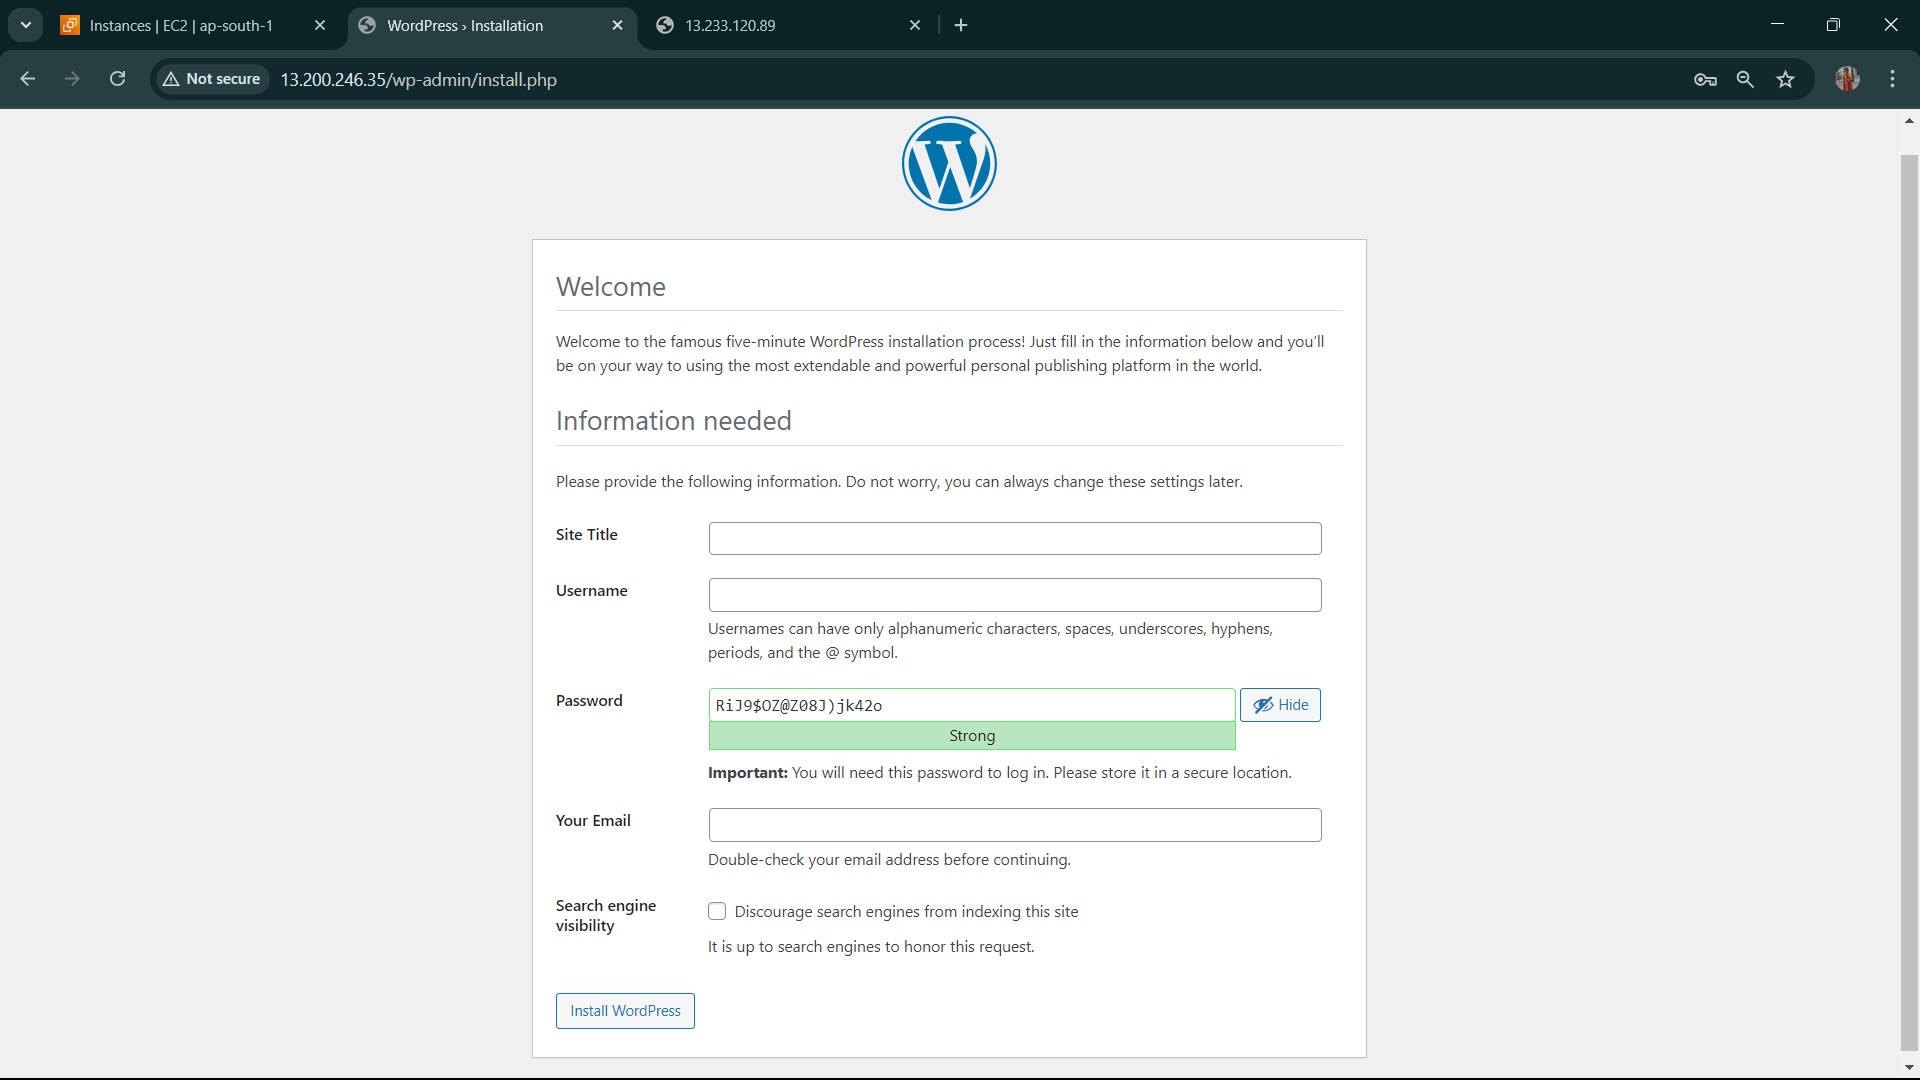 Instances | EC2 | ap-south-1
WordPress › Installation
13.233.120.89
Not secure
13.200.246.35/wp-admin/install.php
Welcome
Welcome to the famous five-minute WordPress installation process! Just fill in the information below and you’ll
be on your way to using the most extendable and powerful personal publishing platform in the world.
Information needed
Please provide the following information. Do not worry, you can always change these settings later.
Site Title
Username
Usernames can have only alphanumeric characters, spaces, underscores, hyphens,
periods, and the @ symbol.
Password
RiJ9$OZ@Z08J)jk42o
Hide
Strong
Important: You will need this password to log in. Please store it in a secure location.
Your Email
Double-check your email address before continuing.
Search engine
visibility
Discourage search engines from indexing this site
It is up to search engines to honor this request.
Install WordPress